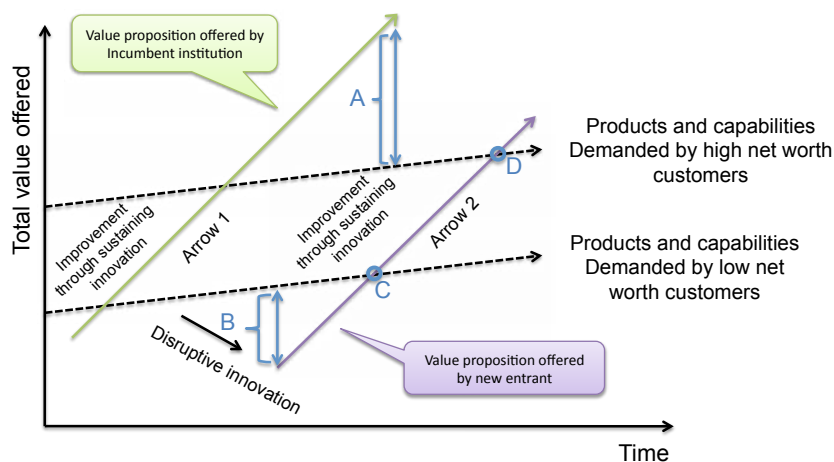 Value proposition offered by
Incumbent institution
A
Total value offered
Products and capabilities
Demanded by high net worth
customers
D
Improvement
through sustaining
innovation
Arrow 1
Improvement
through sustaining
innovation
Arrow 2
Products and capabilities
Demanded by low net
worth customers
C
B
Disruptive innovation
Value proposition offered
by new entrant
Time